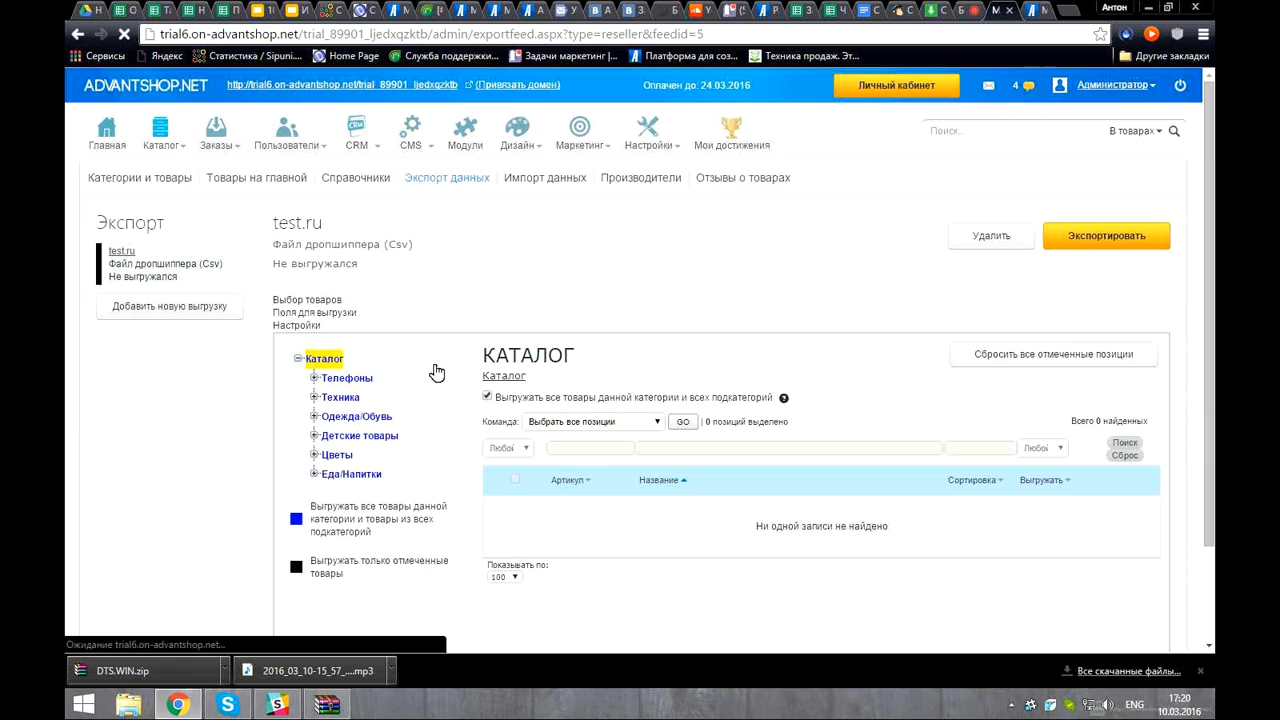 Антон
trial6.on-advantshop.net/trial_89901_ljedxqzktb/admin/exportfeed.aspx?type=reseller&feedid=5
Сервисы
Яндекс
Статистика / Sipuni...
Home Page
Служба поддержки...
Задачи маркетинг |...
Платформа для соз...
Техника продаж. Эт...
Другие закладки
ADVANTSHOP.NET
http://trial6.on-advantshop.net/trial_89901_ljedxqzktb
(Привязать домен)
Оплачен до: 24.03.2016
Личный кабинет
4
Администратор
Главная
Каталог
Заказы
Пользователи
CRM
CMS
Модули
Дизайн
Маркетинг
Настройки
Мои достижения
Поиск...
В товарах
Категории и товары
Товары на главной
Справочники
Экспорт данных
Импорт данных
Производители
Отзывы о товарах
Экспорт
test.ru
Файл дропшиппера (Csv)
Не выгружался
Добавить новую выгрузку
test.ru
Файл дропшиппера (Csv)
Не выгружался
Удалить
Экспортировать
Выбор товаров
Поля для выгрузки
Настройки
Каталог
Телефоны
Техника
Одежда/Обувь
Детские товары
Цветы
Еда/Напитки
Выгружать все товары данной
категории и товары из всех
подкатегорий
Выгружать только отмеченные
товары
КАТАЛОГ
Каталог
Сбросить все отмеченные позиции
Выгружать все товары данной категории и всех подкатегорий
Команда:
Выбрать все позиции
GO
| 0 позиций выделено
Всего 0 найденных
Любой
Любой
Поиск
Сброс
Артикул
Название
Сортировка
Выгружать
Ни одной записи не найдено
Показывать по:
100
Ожидание trial6.on-advantshop.net...
DTS.WIN.zip
2016_03_10-15_57_....mp3
Все скачанные файлы...
ENG
17:20
10.03.2016